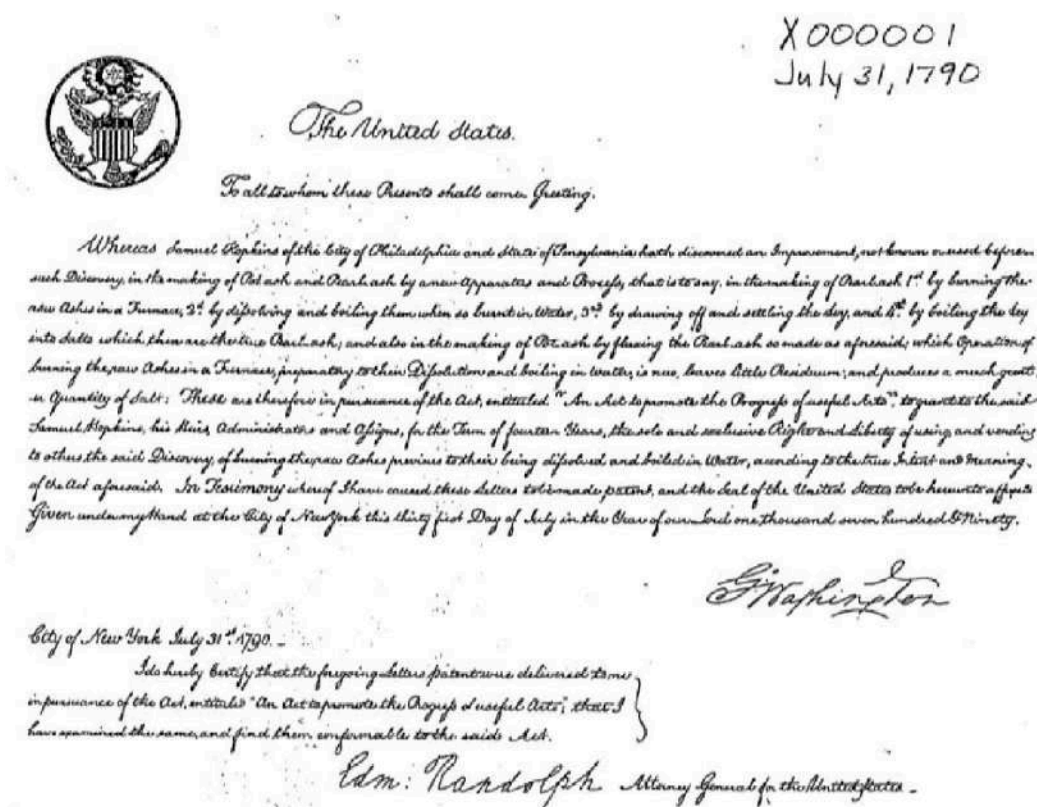 X000001
July 31, 1790
The United States.
To all to whom these Presents shall come Greeting.
Whereas Samuel Hopkins of the City of Philadelphia and State of Pensylvania hath discovered an Improvement, not known or used before
such Discovery, in the making of Pot ash and Pearl ash by a new Apparatus and Process, that is to say, in the making of Pearl ash 1st by burning the
raw Ashes in a Furnace, 2d by dissolving and boiling them when so burnt in Water, 3rd by drawing off and settling the Ley, and 4th by boiling the Ley
into Salts which then are the true Pearl ash; and also in the making of Pot ash by fluxing the Pearl ash so made as aforesaid; which Operation of
burning the raw Ashes in a Furnace, preparatory to their Dissolution and boiling in Water, is new, leaves little Residuum; and produces a much great
er Quantity of Salt: These are therefore in pursuance of the Act, entituled "An Act to promote the Progress of useful Arts", to grant to the said
Samuel Hopkins, his Heirs, Administrators and Assigns, for the Term of fourteen Years, the sole and exclusive Right and Liberty of using, and vending
to others the said Discovery, of burning the raw Ashes previous to their being dissolved and boiled in Water, according to the true Intent and Meaning
of the Act aforesaid. In Testimony whereof I have caused these Letters to be made patent, and the Seal of the United States to be hereunto affixed
Given under my Hand at the City of New York this thirty first Day of July in the Year of our Lord one thousand seven hundred & Ninety.
G Washington
City of New York July 31st 1790. -
I do hereby Certify that the foregoing Letters patent were delivered to me
in pursuance of the Act, entituled "An Act to promote the Progress of useful Arts"; that I
have examined the same, and find them conformable to the said Act.
Edm: Randolph Attorney General for the United States -